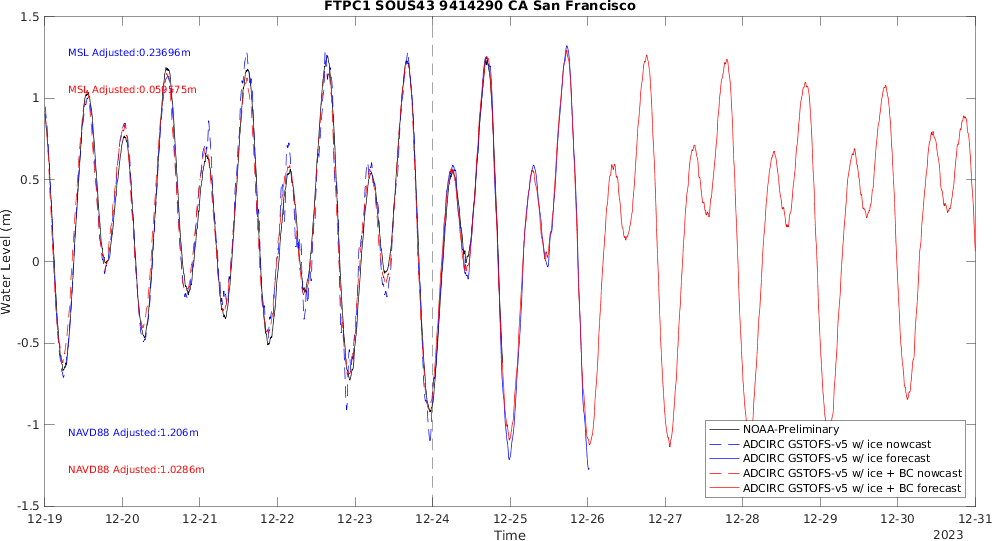 FTPC1 SOUS43 9414290 CA San Francisco
1.5
1
0.5
0
-0.5
-1
-1.5
Water Level (m)
MSL Adjusted:0.23696m
MSL Adjusted:0.059575m
NAVD88 Adjusted:1.206m
NAVD88 Adjusted:1.0286m
NOAA-Preliminary
ADCIRC GSTOFS-v5 w/ ice nowcast
ADCIRC GSTOFS-v5 w/ ice forecast
ADCIRC GSTOFS-v5 w/ ice + BC nowcast
ADCIRC GSTOFS-v5 w/ ice + BC forecast
12-19 12-20 12-21 12-22 12-23 12-24 12-25 12-26 12-27 12-28 12-29 12-30 12-31
Time
2023